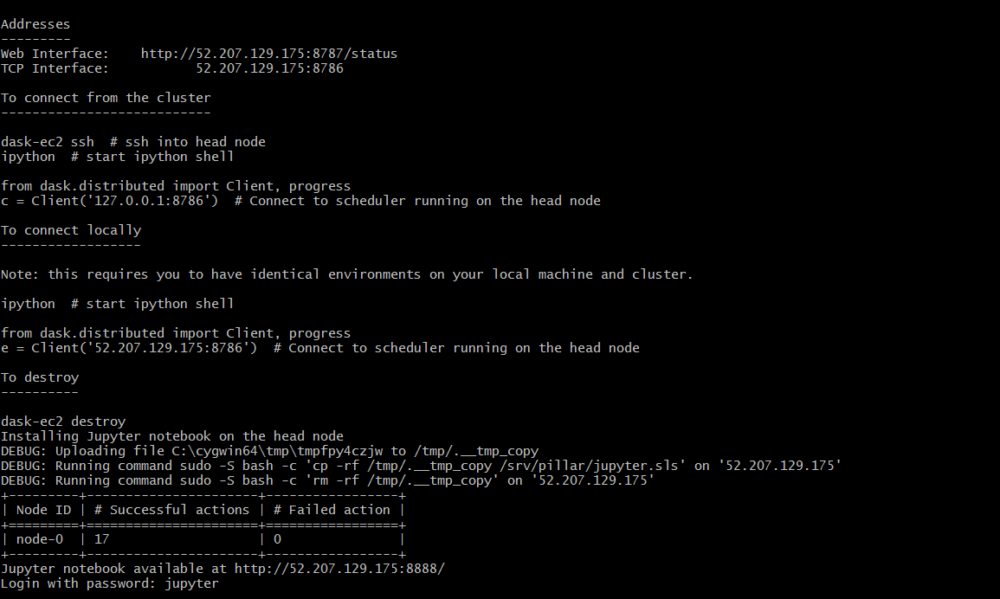 Addresses
---------
Web Interface:    http://52.207.129.175:8787/status
TCP Interface:           52.207.129.175:8786
To connect from the cluster
---------------------------
dask-ec2 ssh  # ssh into head node
ipython  # start ipython shell
from dask.distributed import Client, progress
c = Client('127.0.0.1:8786')  # Connect to scheduler running on the head node
To connect locally
------------------
Note: this requires you to have identical environments on your local machine and cluster.
ipython  # start ipython shell
from dask.distributed import Client, progress
e = Client('52.207.129.175:8786')  # Connect to scheduler running on the head node
To destroy
----------
dask-ec2 destroy
Installing Jupyter notebook on the head node
DEBUG: Uploading file C:\cygwin64\tmp\tmpfpy4czjw to /tmp/.__tmp_copy
DEBUG: Running command sudo -S bash -c 'cp -rf /tmp/.__tmp_copy /srv/pillar/jupyter.sls' on '52.207.129.175'
DEBUG: Running command sudo -S bash -c 'rm -rf /tmp/.__tmp_copy' on '52.207.129.175'
+---------+----------------------+-----------------+
| Node ID | # Successful actions | # Failed action |
+=========+======================+=================+
| node-0  | 17                   | 0               |
+---------+----------------------+-----------------+
Jupyter notebook available at http://52.207.129.175:8888/
Login with password: jupyter